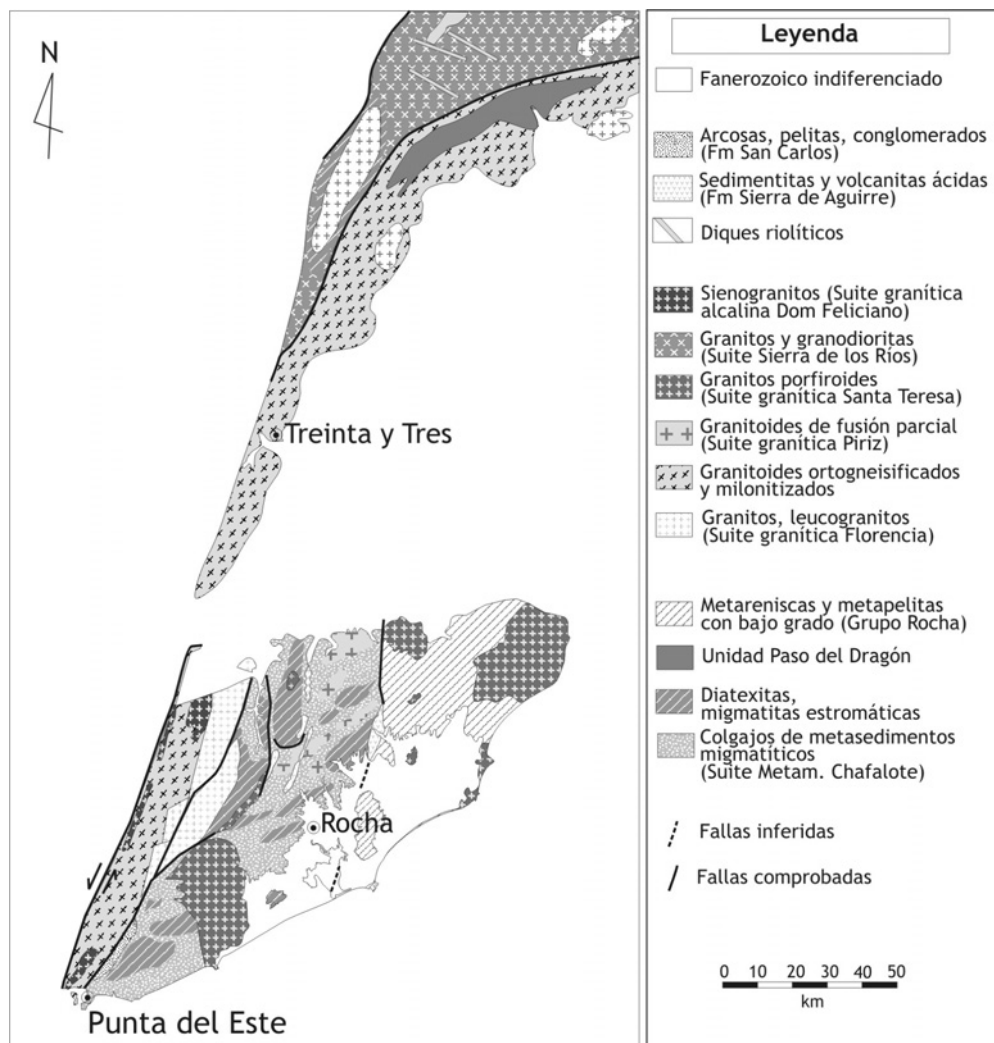 N
Treinta y Tres
Rocha
Punta del Este
Leyenda
Fanerozoico indiferenciado
Arcosas, pelitas, conglomerados
(Fm San Carlos)
Sedimentitas y volcanitas ácidas
(Fm Sierra de Aguirre)
Diques riolíticos
Sienogranitos (Suite granítica
alcalina Dom Feliciano)
Granitos y granodioritas
(Suite Sierra de los Ríos)
Granitos porfiroides
(Suite granítica Santa Teresa)
Granitoides de fusión parcial
(Suite granítica Piriz)
Granitoides ortogneisificados
y milonitizados
Granitos, leucogranitos
(Suite granítica Florencia)
Metareniscas y metapelitas
con bajo grado (Grupo Rocha)
Unidad Paso del Dragón
Diatexitas,
migmatitas estromáticas
Colgajos de metasedimentos
migmatíticos
(Suite Metam. Chafalote)
Fallas inferidas
Fallas comprobadas
0 10 20 30 40 50
km